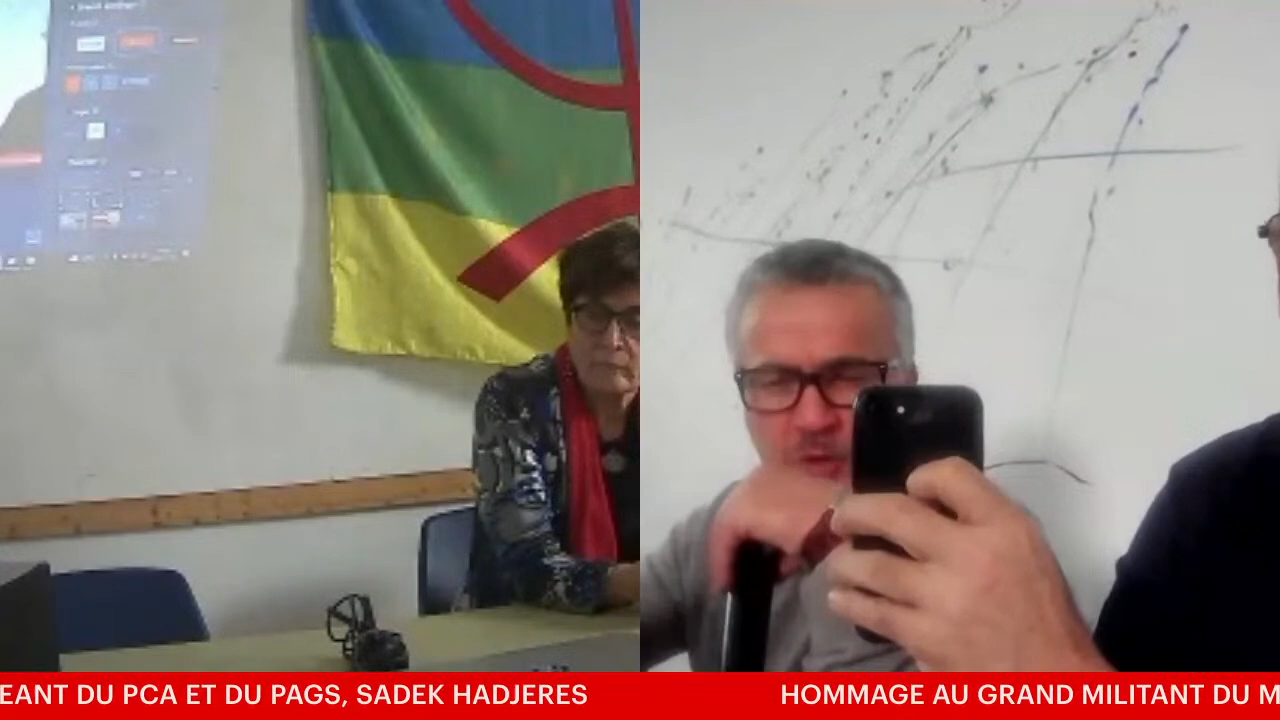 EANT DU PCA ET DU PAGS, SADEK HADJERES HOMMAGE AU GRAND MILITANT DU M